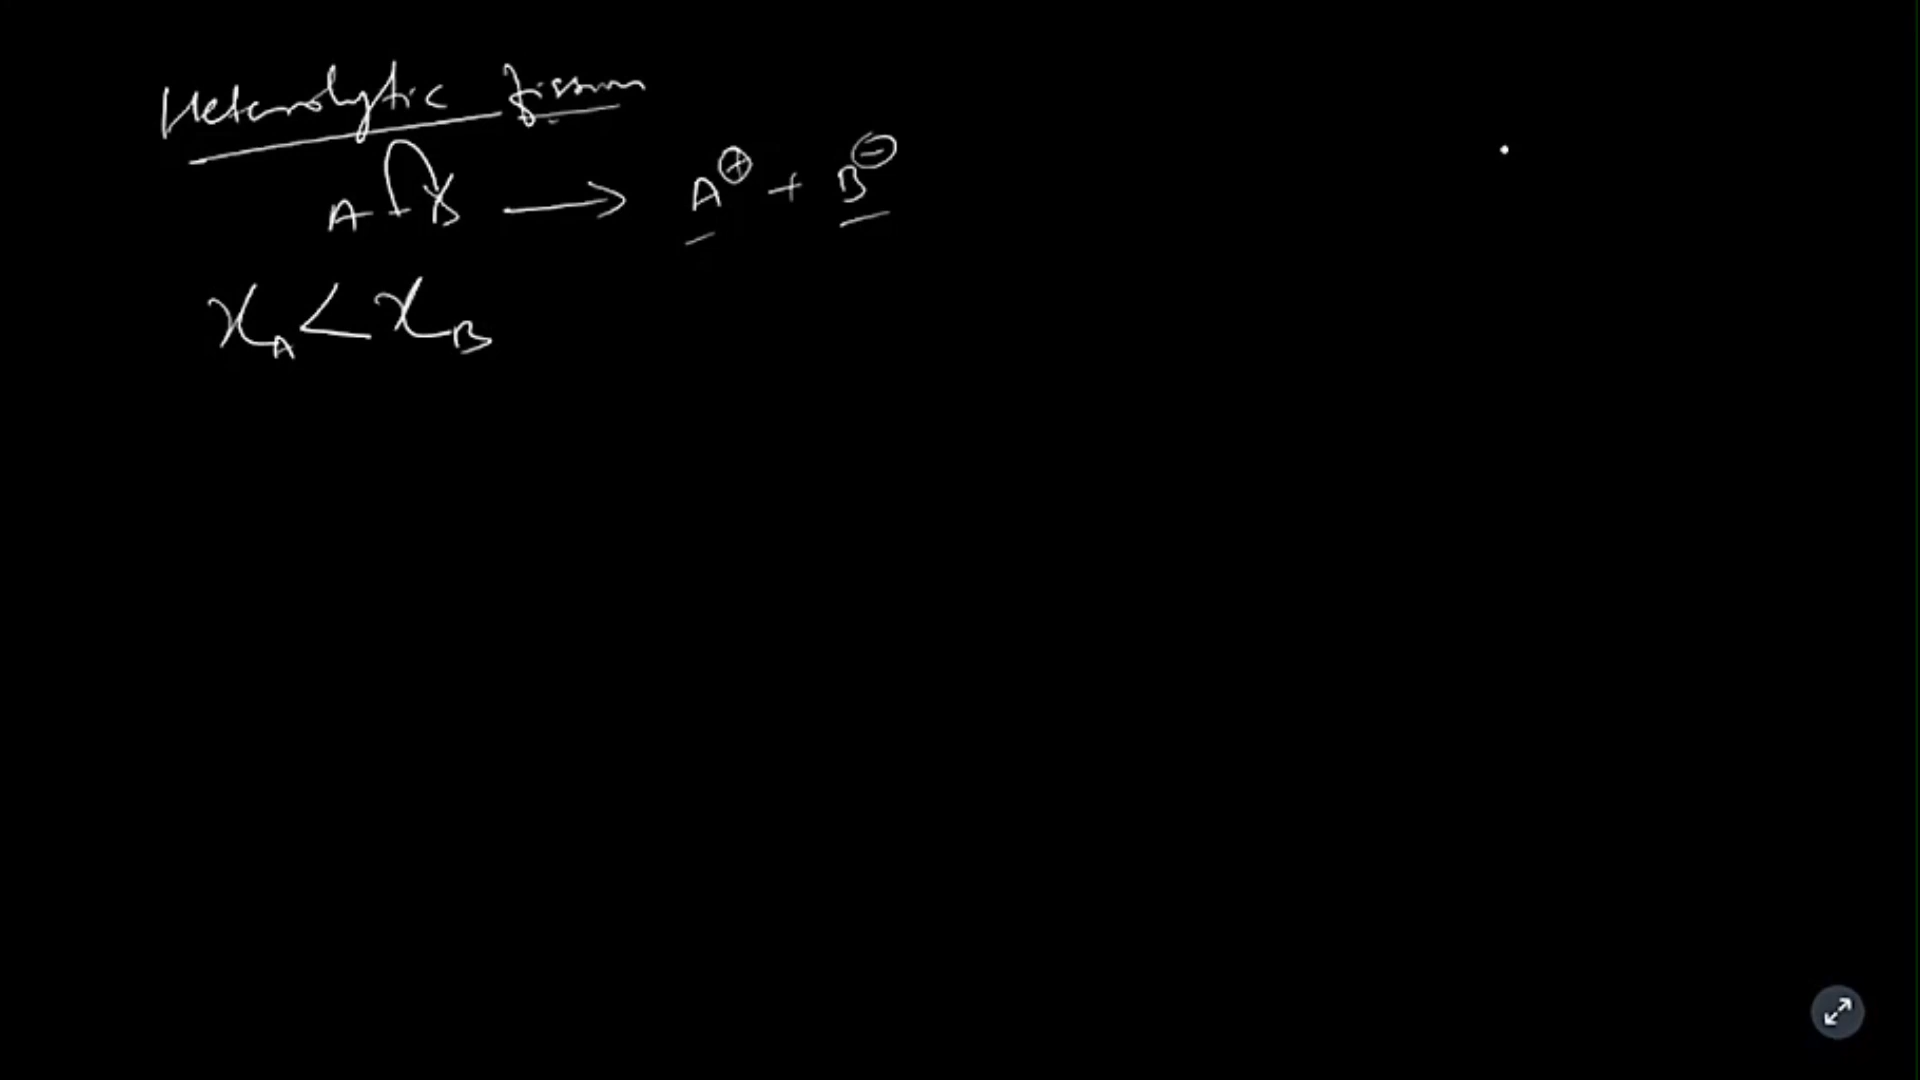 Heterolytic fission
A-B → A⊕ + B⊖
χA < χB